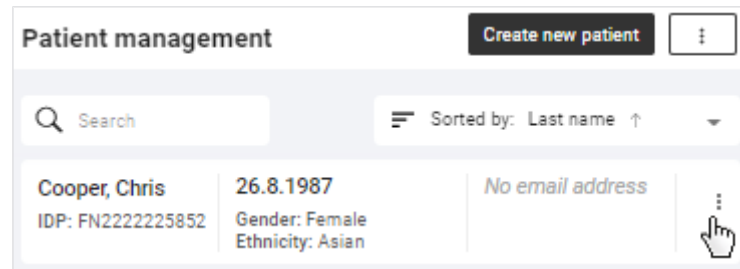 Patient management
Create new patient
Search
Sorted by: Last name ↑
Cooper, Chris
IDP: FN2222225852
26.8.1987
Gender: Female
Ethnicity: Asian
No email address